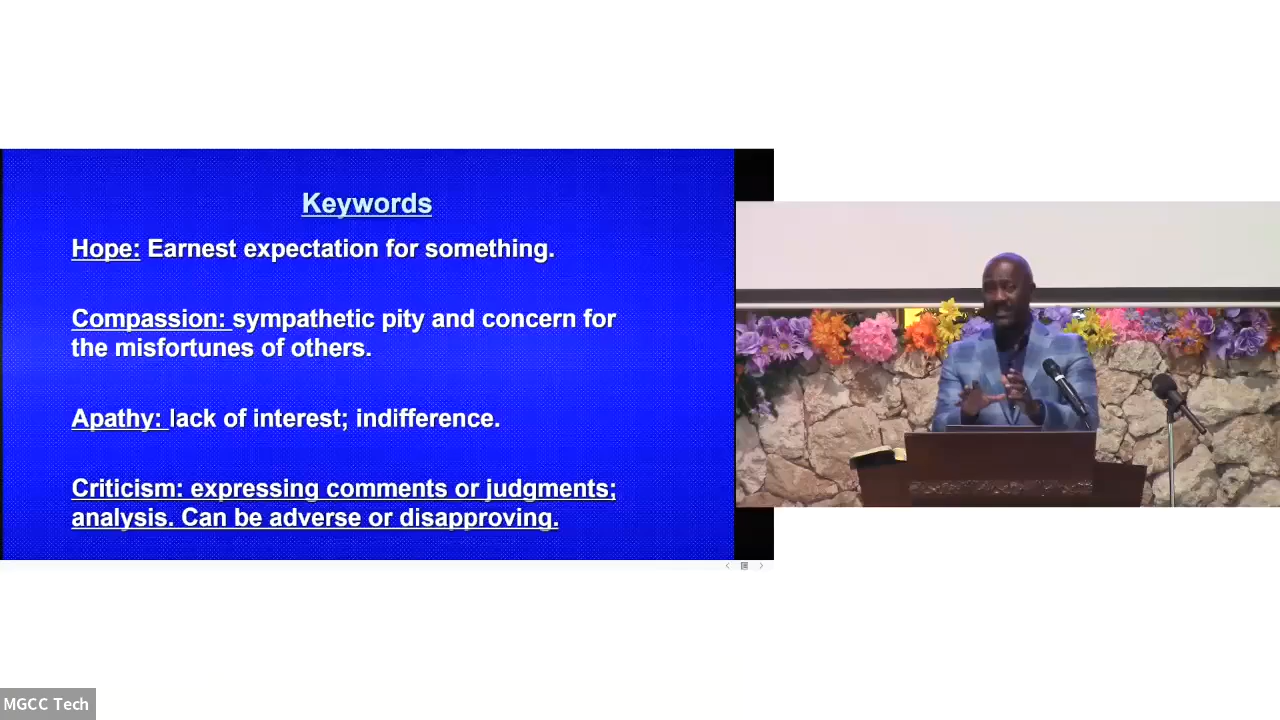 Keywords
Hope: Earnest expectation for something.
Compassion: sympathetic pity and concern for
the misfortunes of others.
Apathy: lack of interest; indifference.
Criticism: expressing comments or judgments;
analysis. Can be adverse or disapproving.
MGCC Tech